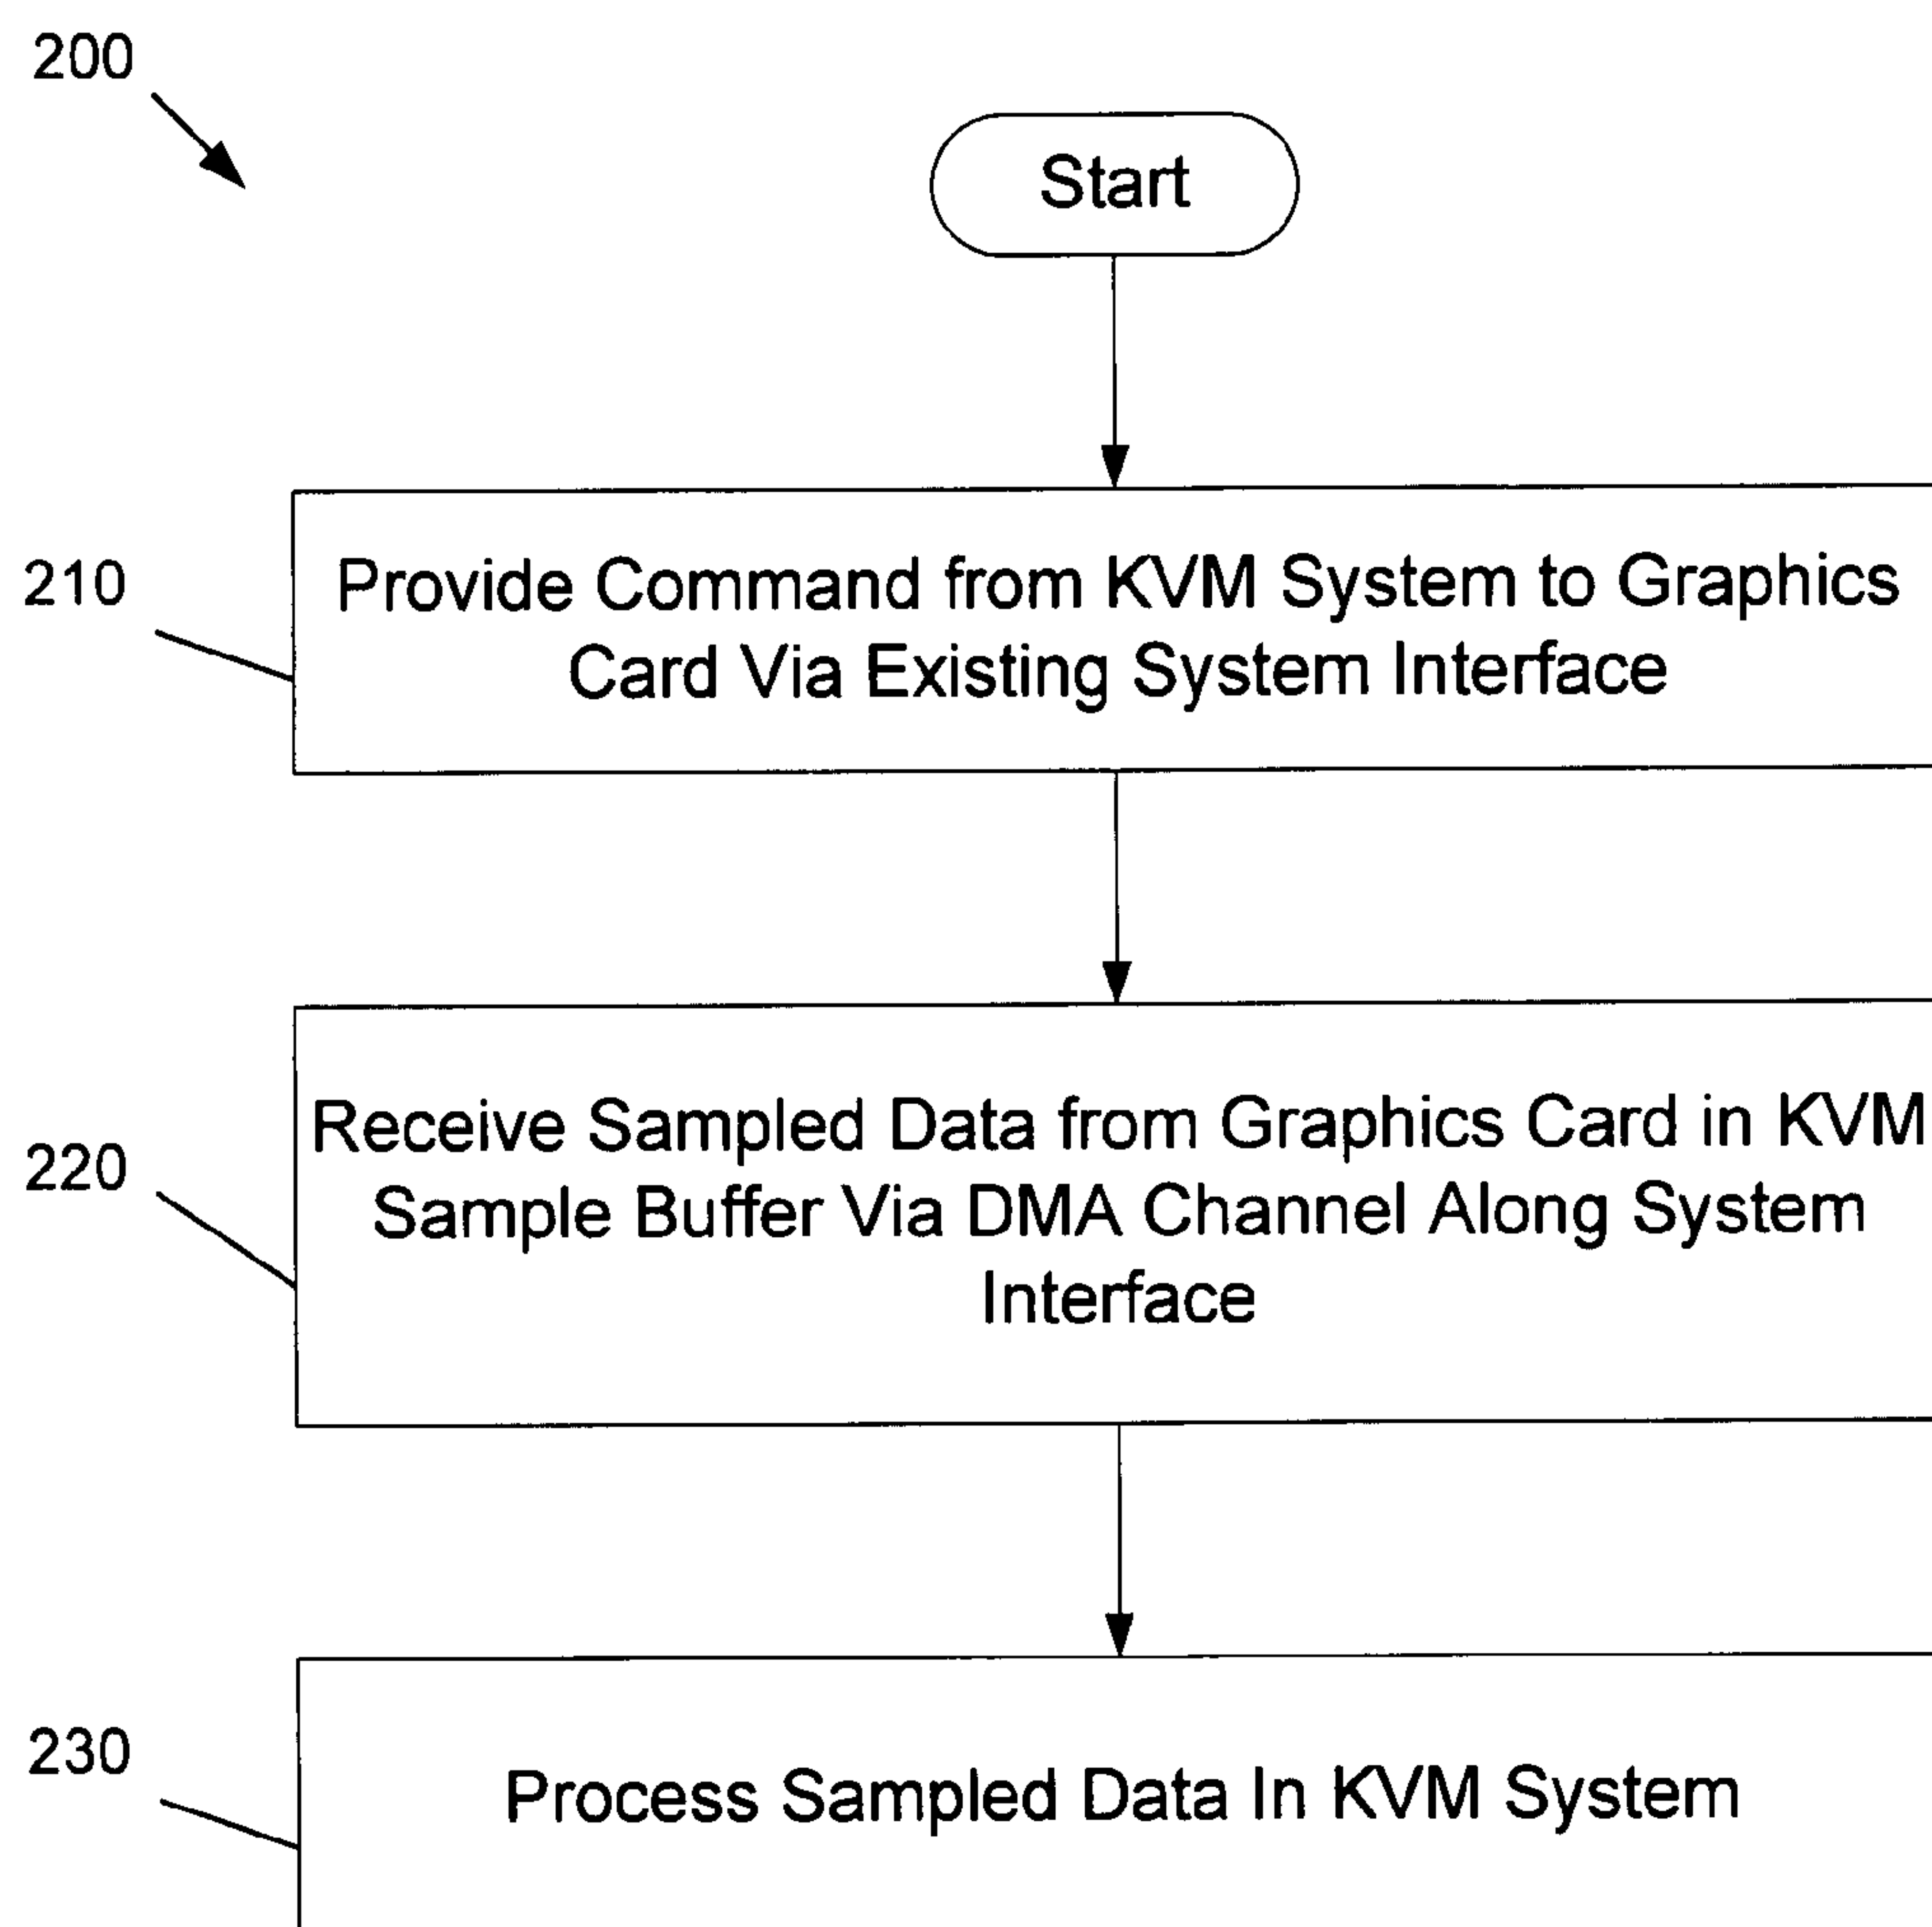 200
Start
210
Provide Command from KVM System to Graphics
Card Via Existing System Interface
220
Receive Sampled Data from Graphics Card in KVM
Sample Buffer Via DMA Channel Along System
Interface
230
Process Sampled Data In KVM System